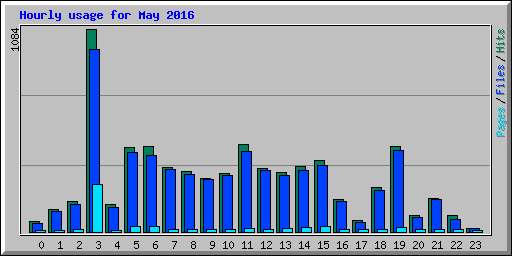 Hourly usage for May 2016
1084
Pages/Files/Hits
0 1 2 3 4 5 6 7 8 9 10 11 12 13 14 15 16 17 18 19 20 21 22 23